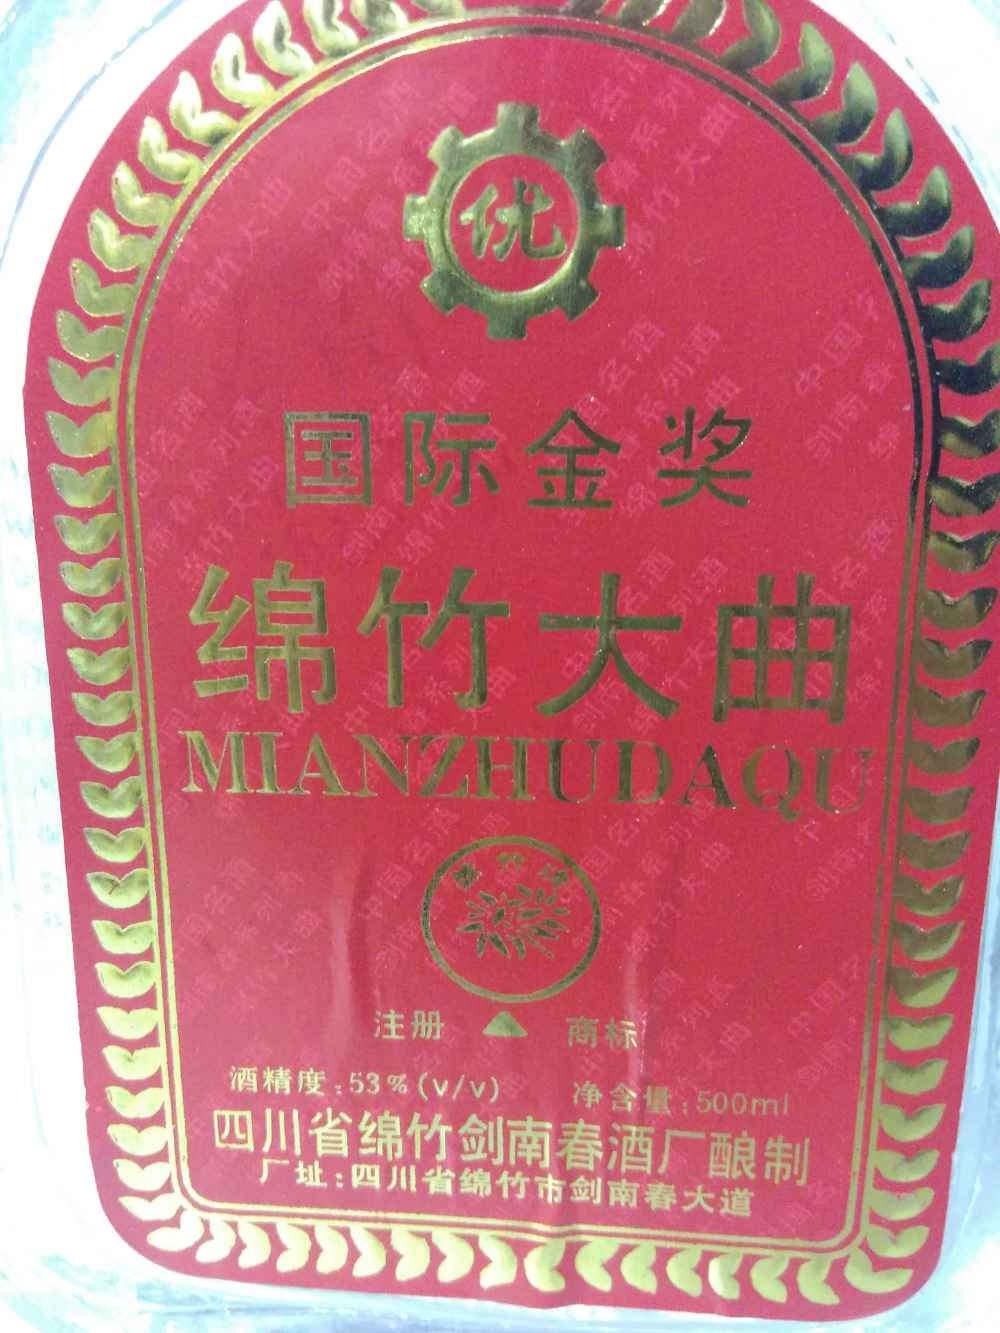 优
国际金奖
绵竹大曲
MIANZHUDAQU
注册 商标
酒精度:53%(v/v) 净含量:500ml
四川省绵竹剑南春酒厂酿制
厂址:四川省绵竹市剑南春大道